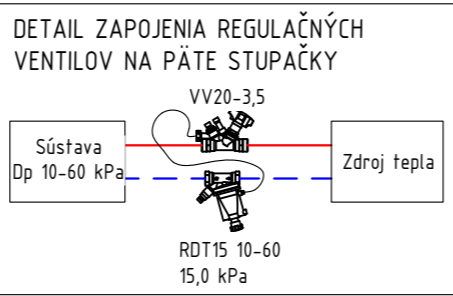 DETAIL ZAPOJENIA REGULAČNÝCH
VENTILOV NA PÄTE STUPAČKY
VV20-3,5
Sústava
Dp 10-60 kPa
Zdroj tepla
RDT15 10-60
15,0 kPa